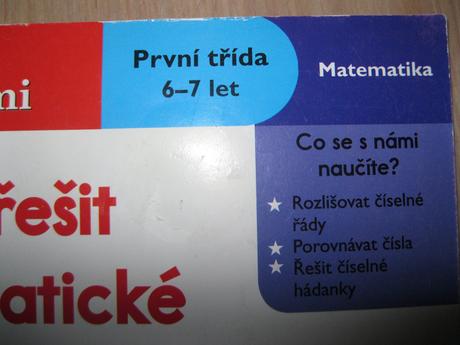 První třída
6–7 let
Matematika
mi
Co se s námi
naučíte?
Rozlišovat číselné
řády
Porovnávat čísla
Řešit číselné
hádanky
řešit
atické